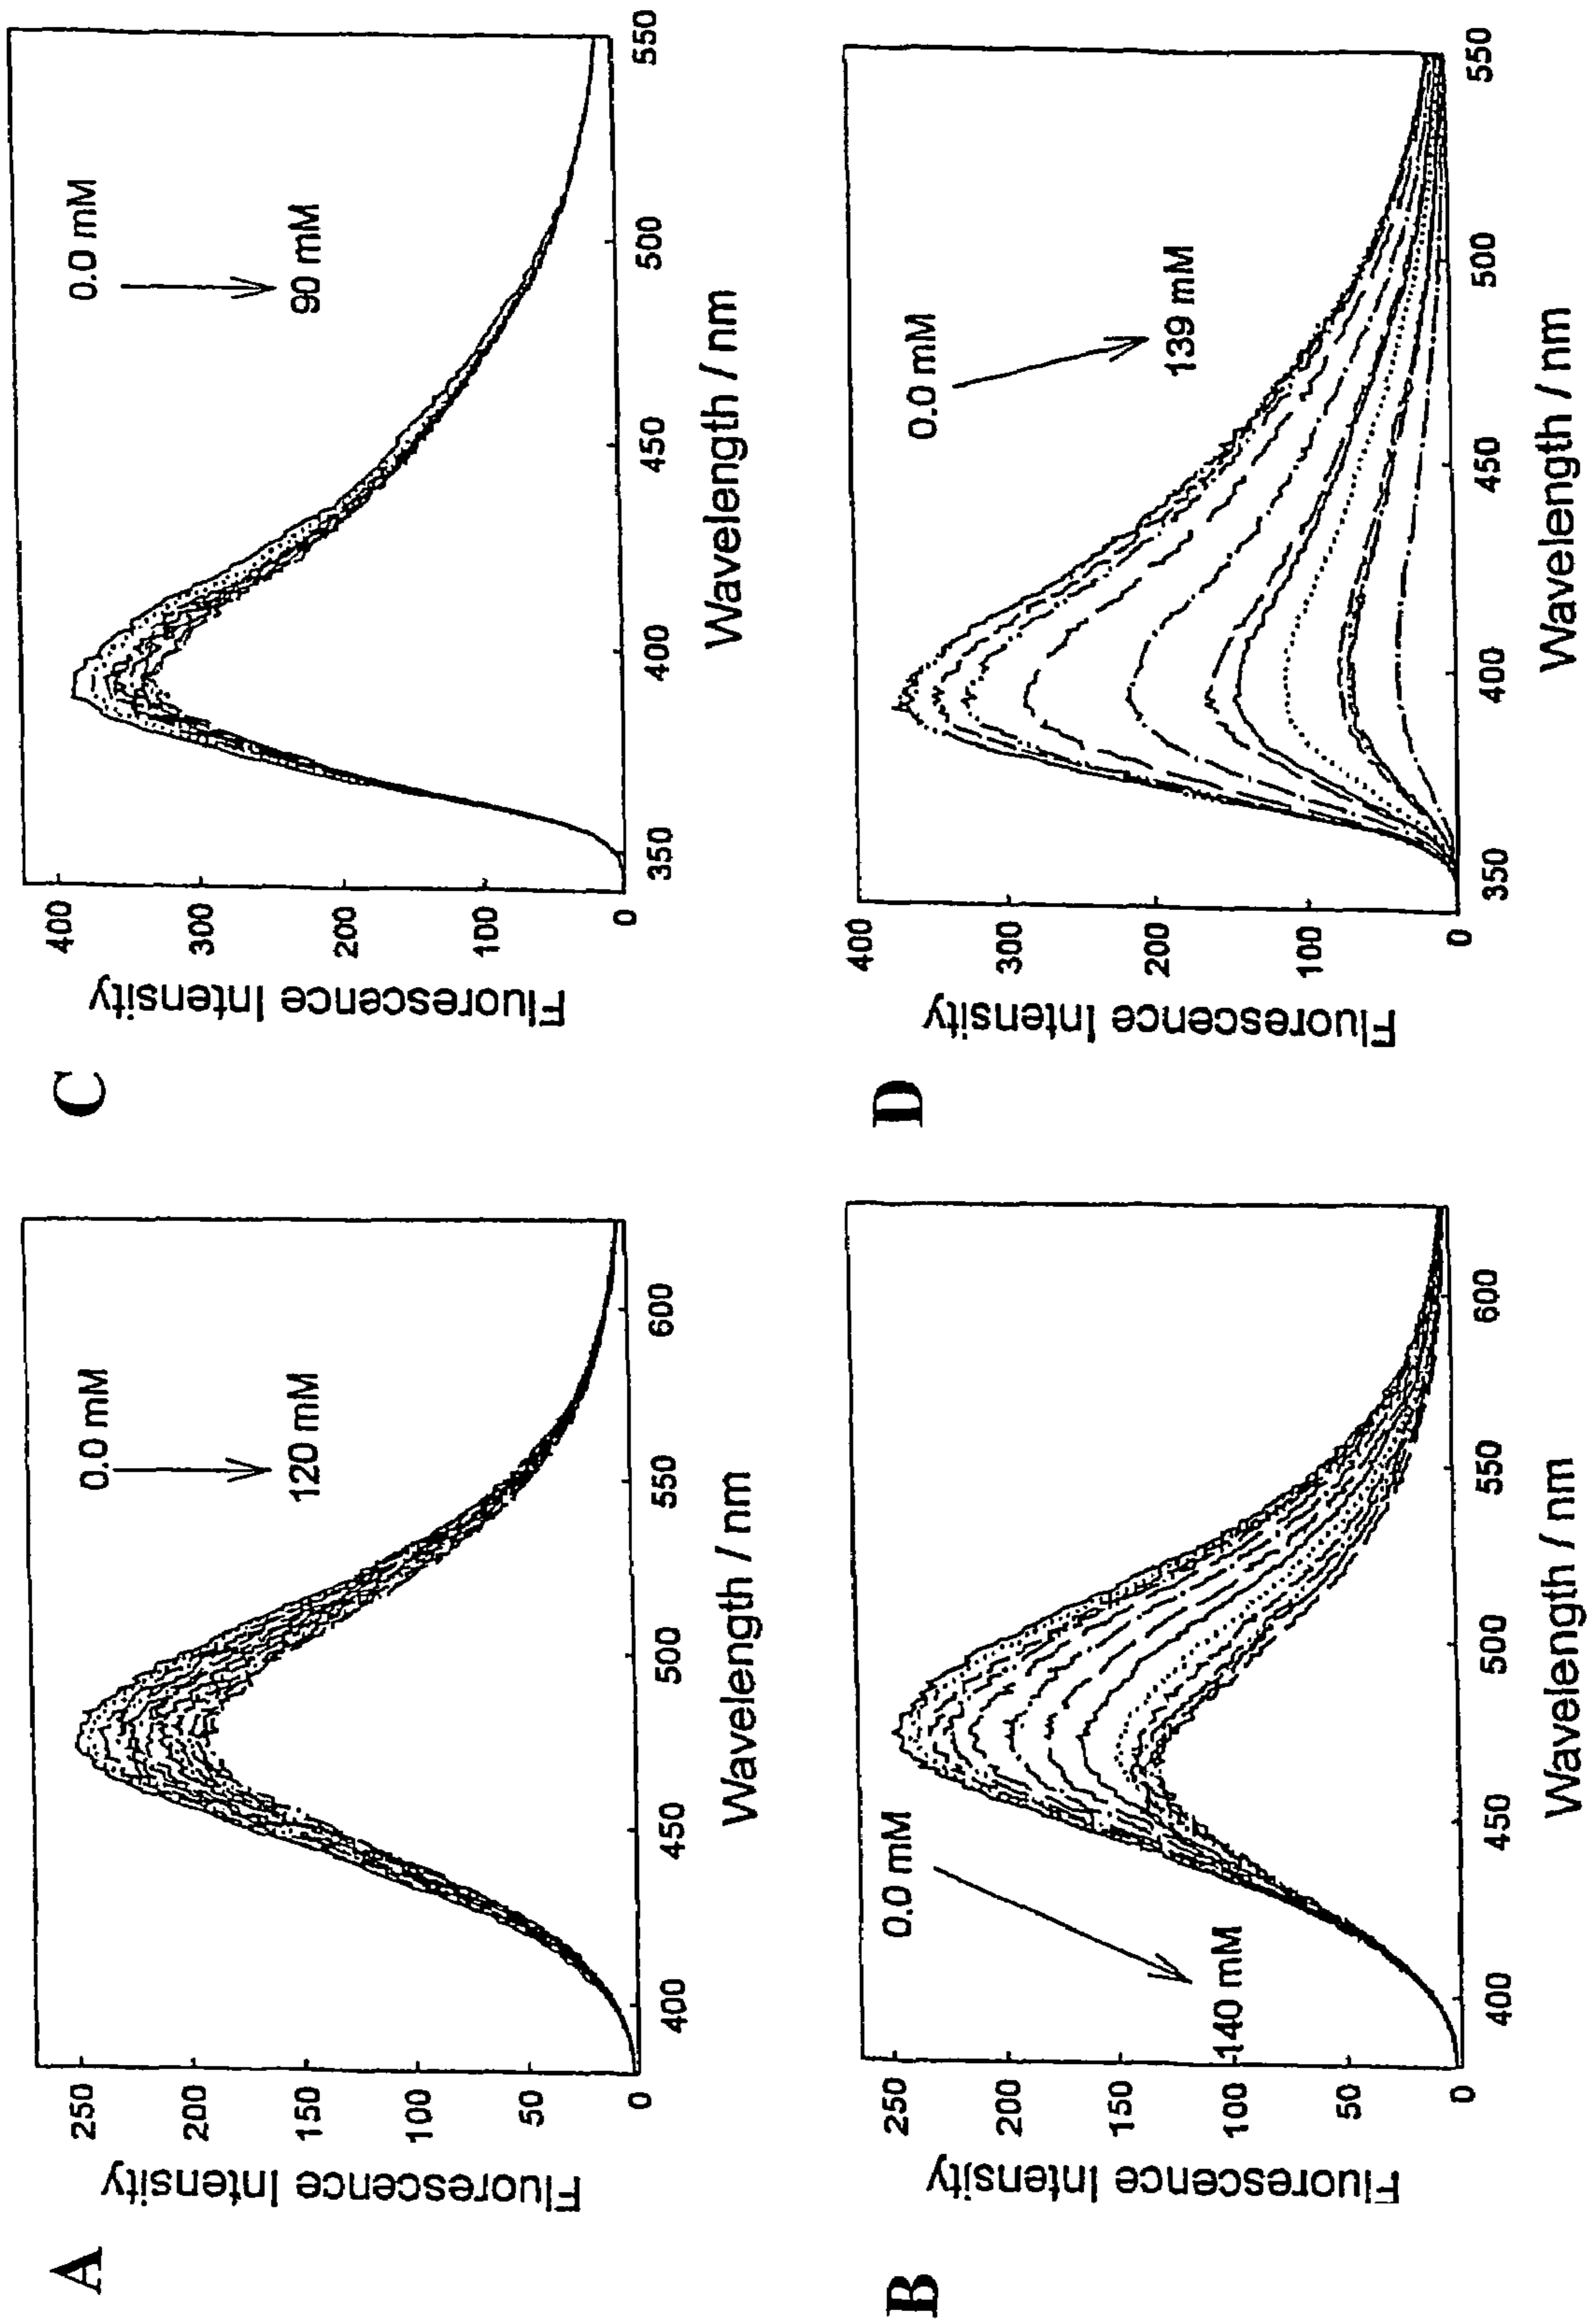 A
Fluorescence Intensity
250
200
150
100
50
0
0.0 mM
120 mM
400
450
500
550
600
Wavelength / nm
B
Fluorescence Intensity
250
200
150
100
50
0
0.0 mM
140 mM
400
450
500
550
600
Wavelength / nm
C
Fluorescence Intensity
400
300
200
100
0
0.0 mM
90 mM
350
400
450
500
550
Wavelength / nm
D
Fluorescence Intensity
400
300
200
100
0
0.0 mM
139 mM
350
400
450
500
550
Wavelength / nm